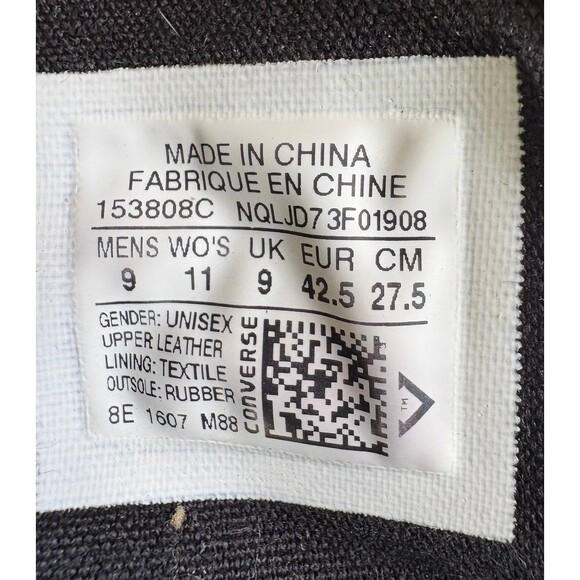 MADE IN CHINA
FABRIQUE EN CHINE
153808C NQLJD73F01908
MENS WO'S UK EUR CM
9 11 9 42.5 27.5
GENDER: UNISEX
UPPER LEATHER
LINING: TEXTILE
OUTSOLE: RUBBER
8E 1607 M88
CONVERSE
TM